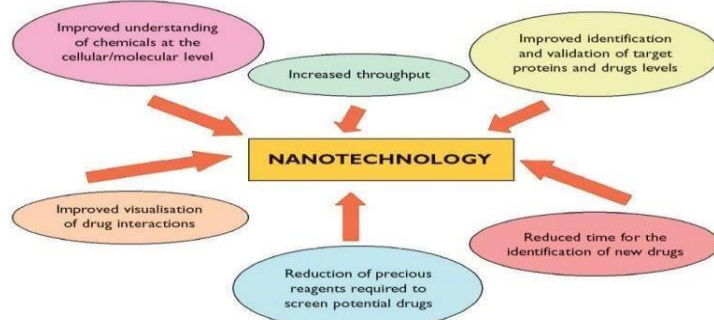 Improved understanding
of chemicals at the
cellular/molecular level
Increased throughput
Improved identification
and validation of target
proteins and drugs levels
NANOTECHNOLOGY
Improved visualisation
of drug interactions
Reduction of precious
reagents required to
screen potential drugs
Reduced time for the
identification of new drugs